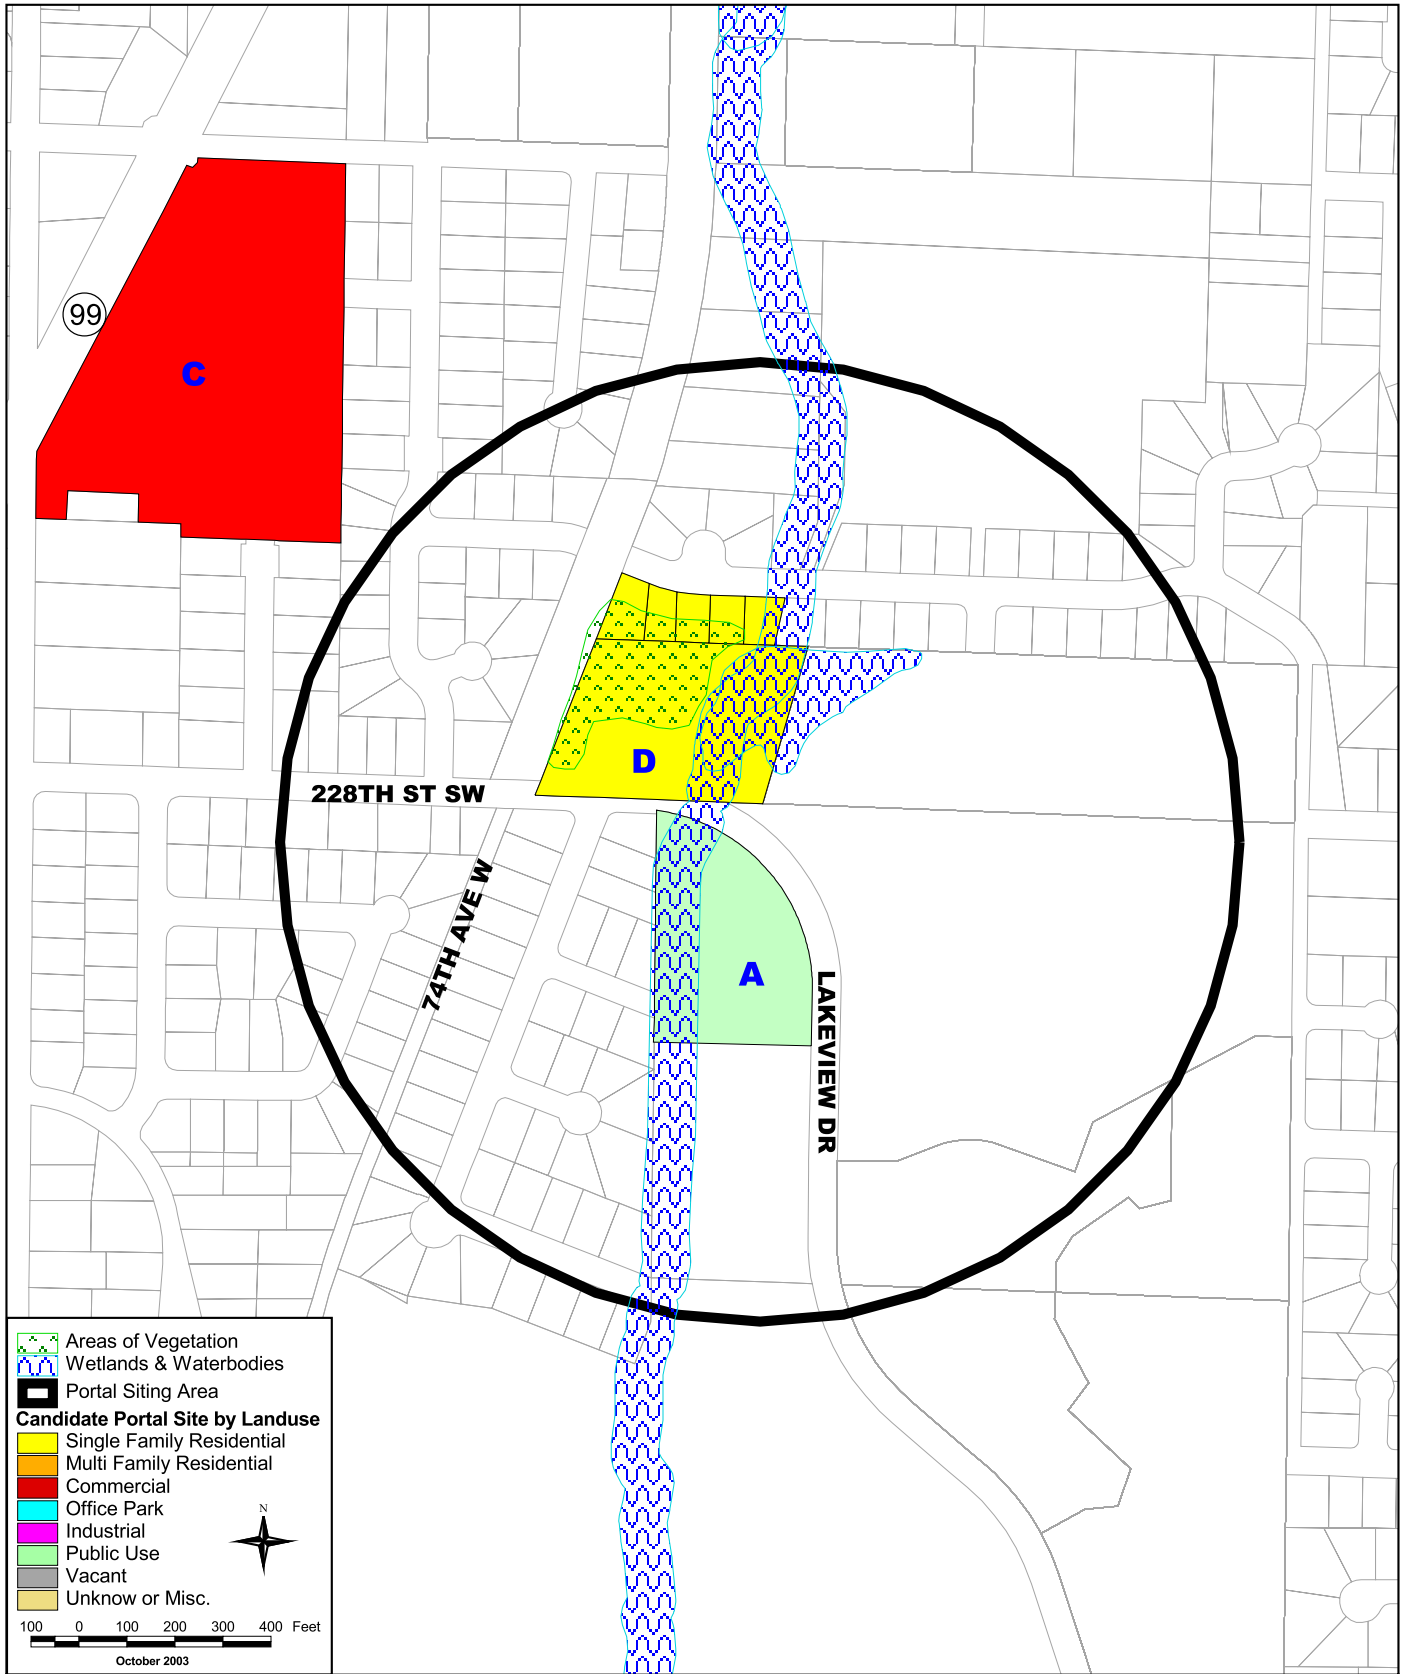 99
C
D
228TH ST SW
74TH AVE W
A
LAKEVIEW DR
Areas of Vegetation
Wetlands & Waterbodies
Portal Siting Area
Candidate Portal Site by Landuse
Single Family Residential
Multi Family Residential
Commercial
Office Park
Industrial
Public Use
Vacant
Unknow or Misc.
N
100 0 100 200 300 400 Feet
October 2003